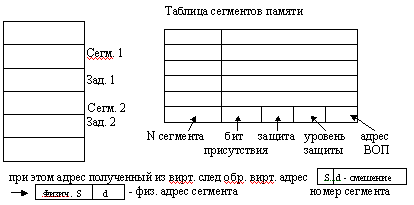 Таблица сегментов памяти
Сегм. 1
Зад. 1
Сегм. 2
Зад. 2
N сегмента бит защита уровень адрес
присутствия защиты ВОП
при этом адрес полученный из вирт. след обр. вирт. адрес S d - смешение
Физич. S d - физ. адрес сегмента номер сегмента